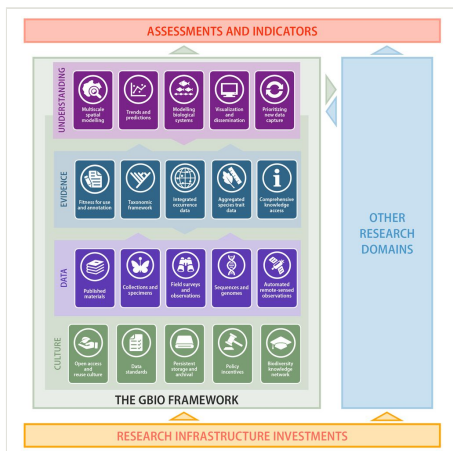 ASSESSMENTS AND INDICATORS
UNDERSTANDING
Multiscale
spatial
modelling
Trends and
predictions
Modelling
biological
systems
Visualization
and
dissemination
Prioritizing
new data
capture
EVIDENCE
Fitness for use
and annotation
Taxonomic
framework
Integrated
occurrence
data
Aggregated
species trait
data
Comprehensive
knowledge
access
DATA
Published
materials
Collections and
specimens
Field surveys
and
observations
Sequences and
genomes
Automated
remote-sensed
observations
CULTURE
Open access
and
reuse culture
Data
standards
Persistent
storage and
archival
Policy
incentives
Biodiversity
knowledge
network
THE GBIO FRAMEWORK
OTHER
RESEARCH
DOMAINS
RESEARCH INFRASTRUCTURE INVESTMENTS